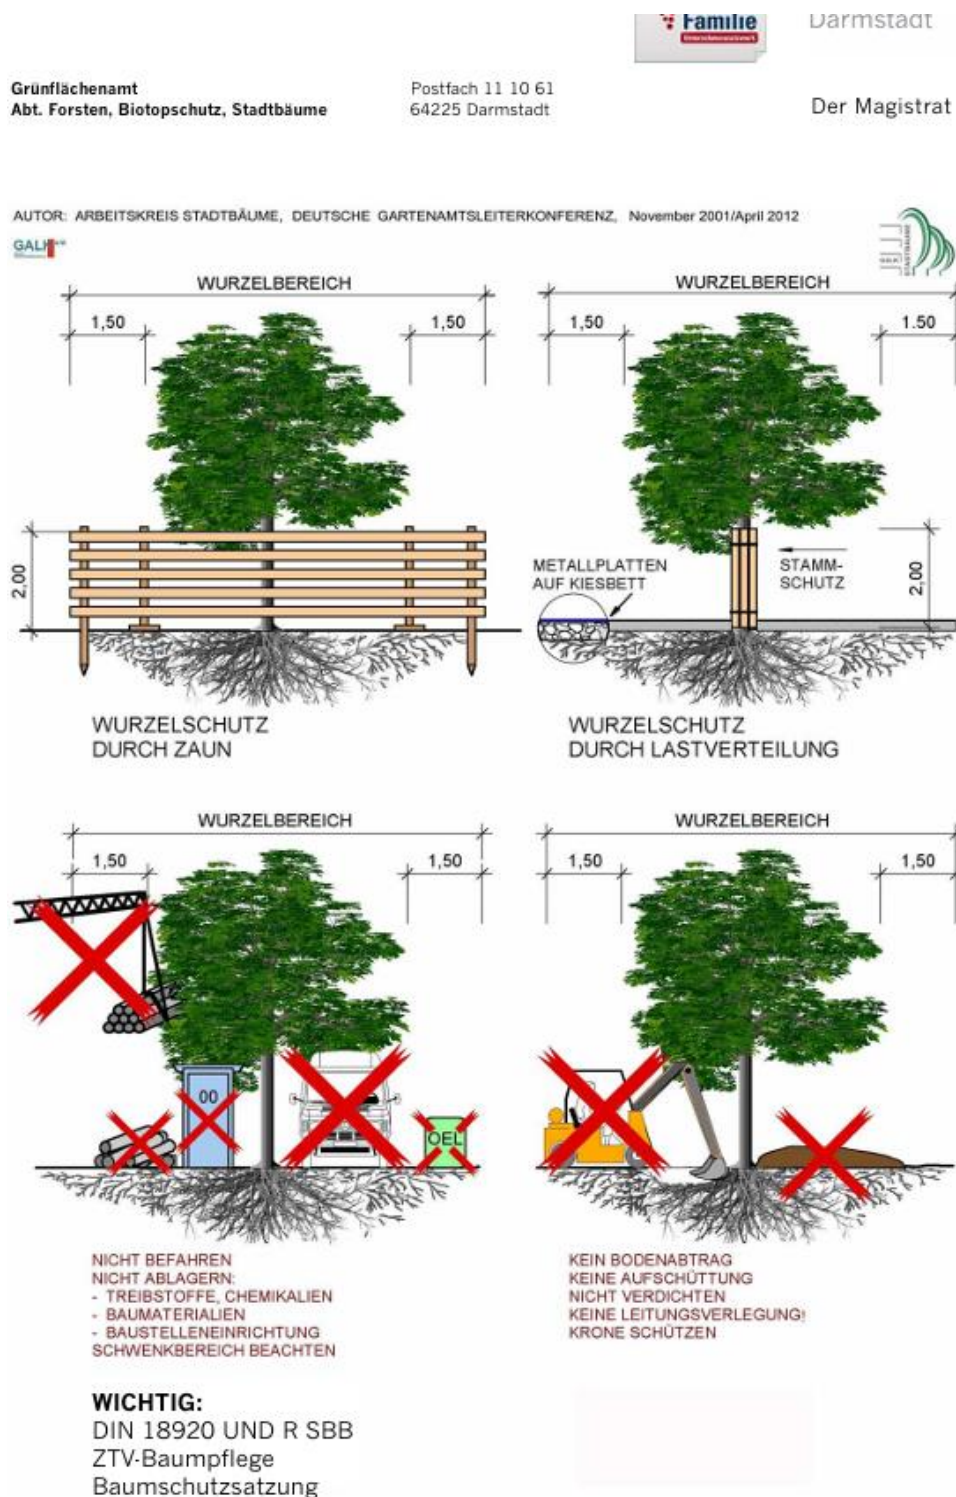 Familie
Darmstadt
Grünflächenamt
Abt. Forsten, Biotopschutz, Stadtbäume
Postfach 11 10 61
64225 Darmstadt
Der Magistrat
AUTOR: ARBEITSKREIS STADTBÄUME, DEUTSCHE GARTENAMTSLEITERKONFERENZ, November 2001/April 2012
GALK
GALK
STADTBÄUME
WURZELBEREICH
1,50
1,50
2,00
WURZELSCHUTZ
DURCH ZAUN
WURZELBEREICH
1,50
1.50
METALLPLATTEN
AUF KIESBETT
STAMM-
SCHUTZ
2,00
WURZELSCHUTZ
DURCH LASTVERTEILUNG
WURZELBEREICH
1,50
1,50
00
OEL
NICHT BEFAHREN
NICHT ABLAGERN:
- TREIBSTOFFE, CHEMIKALIEN
- BAUMATERIALIEN
- BAUSTELLENEINRICHTUNG
SCHWENKBEREICH BEACHTEN
WURZELBEREICH
1,50
1,50
KEIN BODENABTRAG
KEINE AUFSCHÜTTUNG
NICHT VERDICHTEN
KEINE LEITUNGSVERLEGUNG!
KRONE SCHÜTZEN
WICHTIG:
DIN 18920 UND R SBB
ZTV-Baumpflege
Baumschutzsatzung